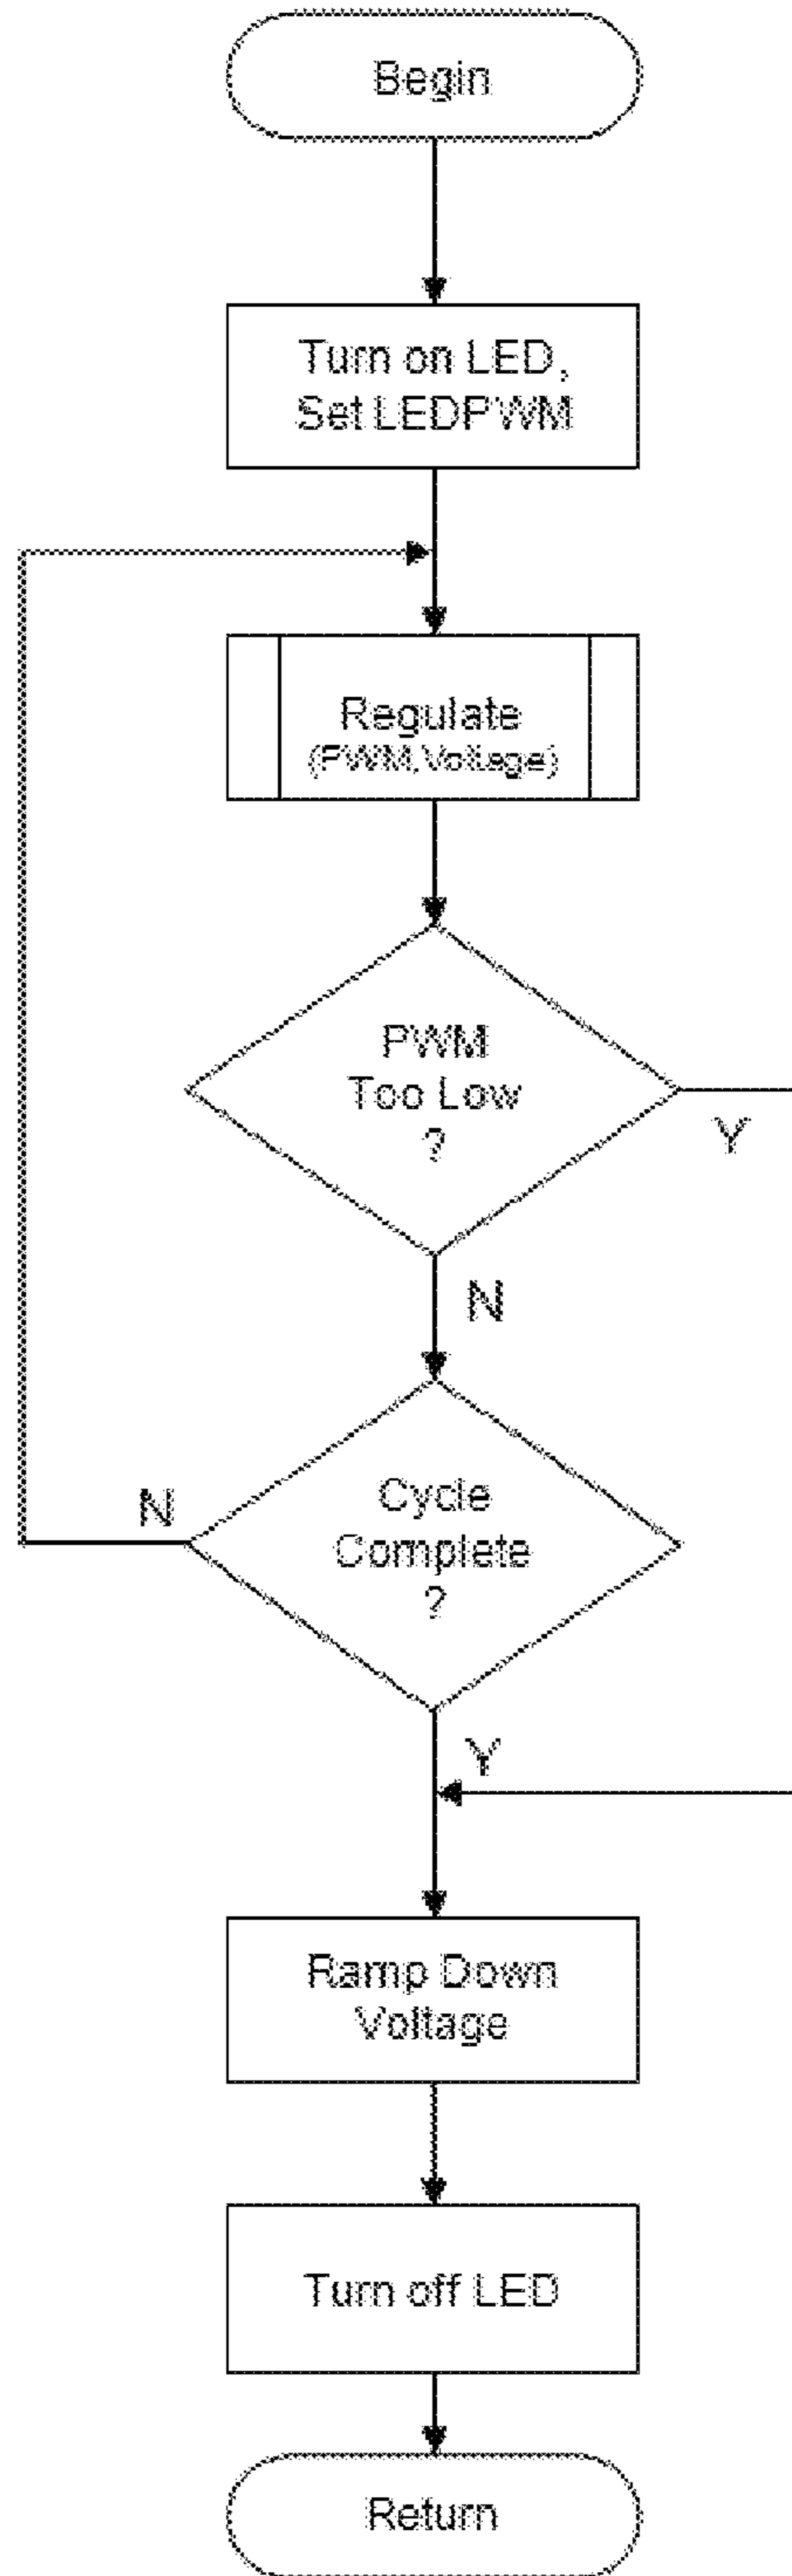 Begin
Turn on LED,
Set LEDPWM
Regulate
(PWM,Voltage)
PWM
Too Low
?
Y
N
Cycle
Complete
?
N
Y
Ramp Down
Voltage
Turn off LED
Return